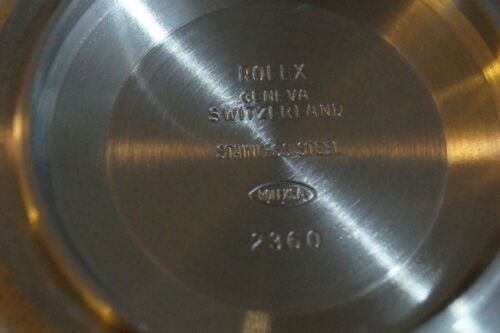 ROLEX
GENEVA
SWITZERLAND
STAINLESS STEEL
2360